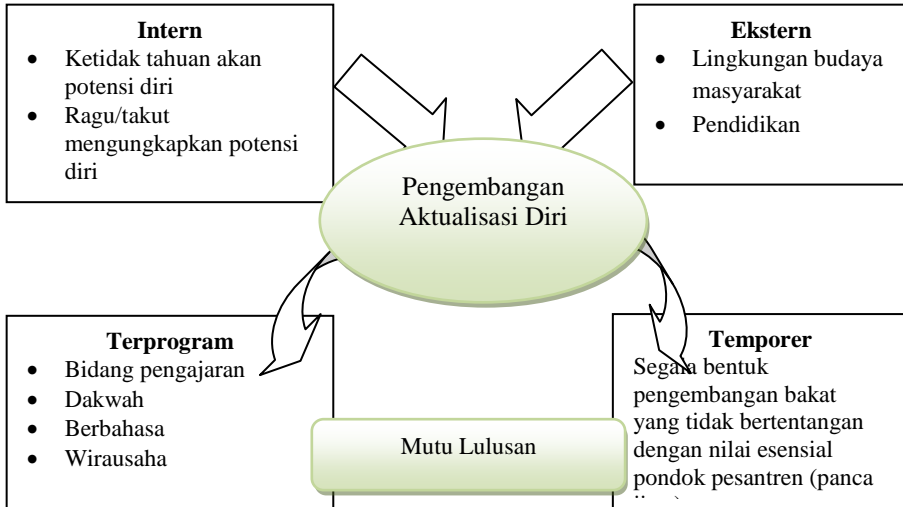 Intern
• Ketidak tahuan akan
potensi diri
• Ragu/takut
mengungkapkan potensi
diri
Ekstern
• Lingkungan budaya
masyarakat
• Pendidikan
Pengembangan
Aktualisasi Diri
Terprogram
• Bidang pengajaran
• Dakwah
• Berbahasa
• Wirausaha
Temporer
Segala bentuk
pengembangan bakat
yang tidak bertentangan
dengan nilai esensial
pondok pesantren (panca
Mutu Lulusan